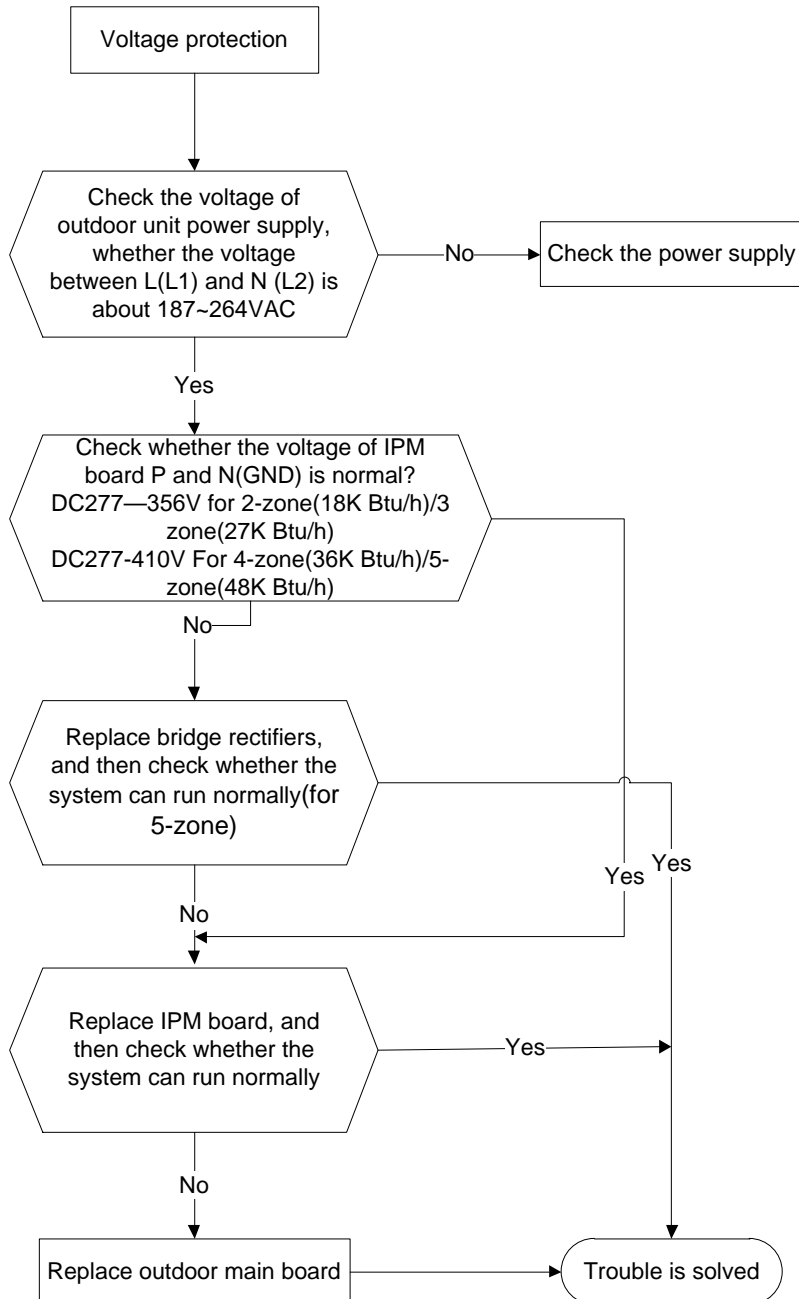 Voltage protection
Check the voltage of
outdoor unit power supply,
whether the voltage
between L(L1) and N (L2) is
about 187~264VAC
No
Check the power supply
Yes
Check whether the voltage of IPM
board P and N(GND) is normal?
DC277—356V for 2-zone(18K Btu/h)/3
zone(27K Btu/h)
DC277-410V For 4-zone(36K Btu/h)/5-
zone(48K Btu/h)
No
Replace bridge rectifiers,
and then check whether the
system can run normally(for
5-zone)
Yes
Yes
No
Replace IPM board, and
then check whether the
system can run normally
Yes
No
Replace outdoor main board
Trouble is solved